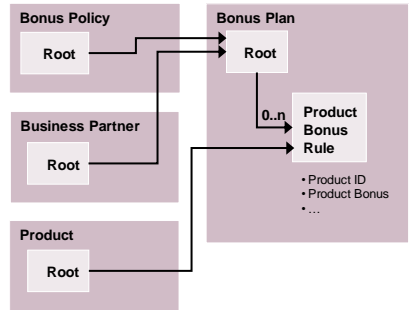 Bonus Policy
Root
Business Partner
Root
Product
Root
Bonus Plan
Root
0..n
Product
Bonus
Rule
• Product ID
• Product Bonus
• ...